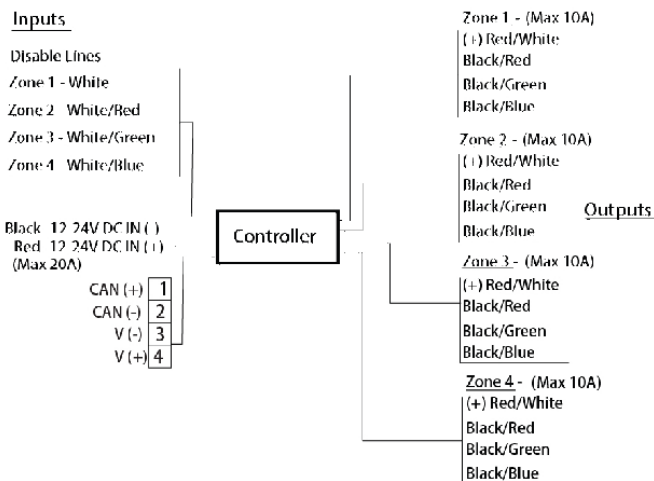 Inputs
Disable Lines
Zone 1 - White
Zone 2 White/Red
Zone 3 - White/Green
Zone 4 White/Blue
Black 12-24V DC IN (-)
Red 12-24V DC IN (+)
(Max 20A)
CAN (+) 1
CAN (-) 2
V (-) 3
V (+) 4
Controller
Zone 1 - (Max 10A)
(+) Red/White
Black/Red
Black/Green
Black/Blue
Zone 2 - (Max 10A)
(+) Red/White
Black/Red
Black/Green
Black/Blue
Outputs
Zone 3 - (Max 10A)
(+) Red/White
Black/Red
Black/Green
Black/Blue
Zone 4 - (Max 10A)
(+) Red/White
Black/Red
Black/Green
Black/Blue